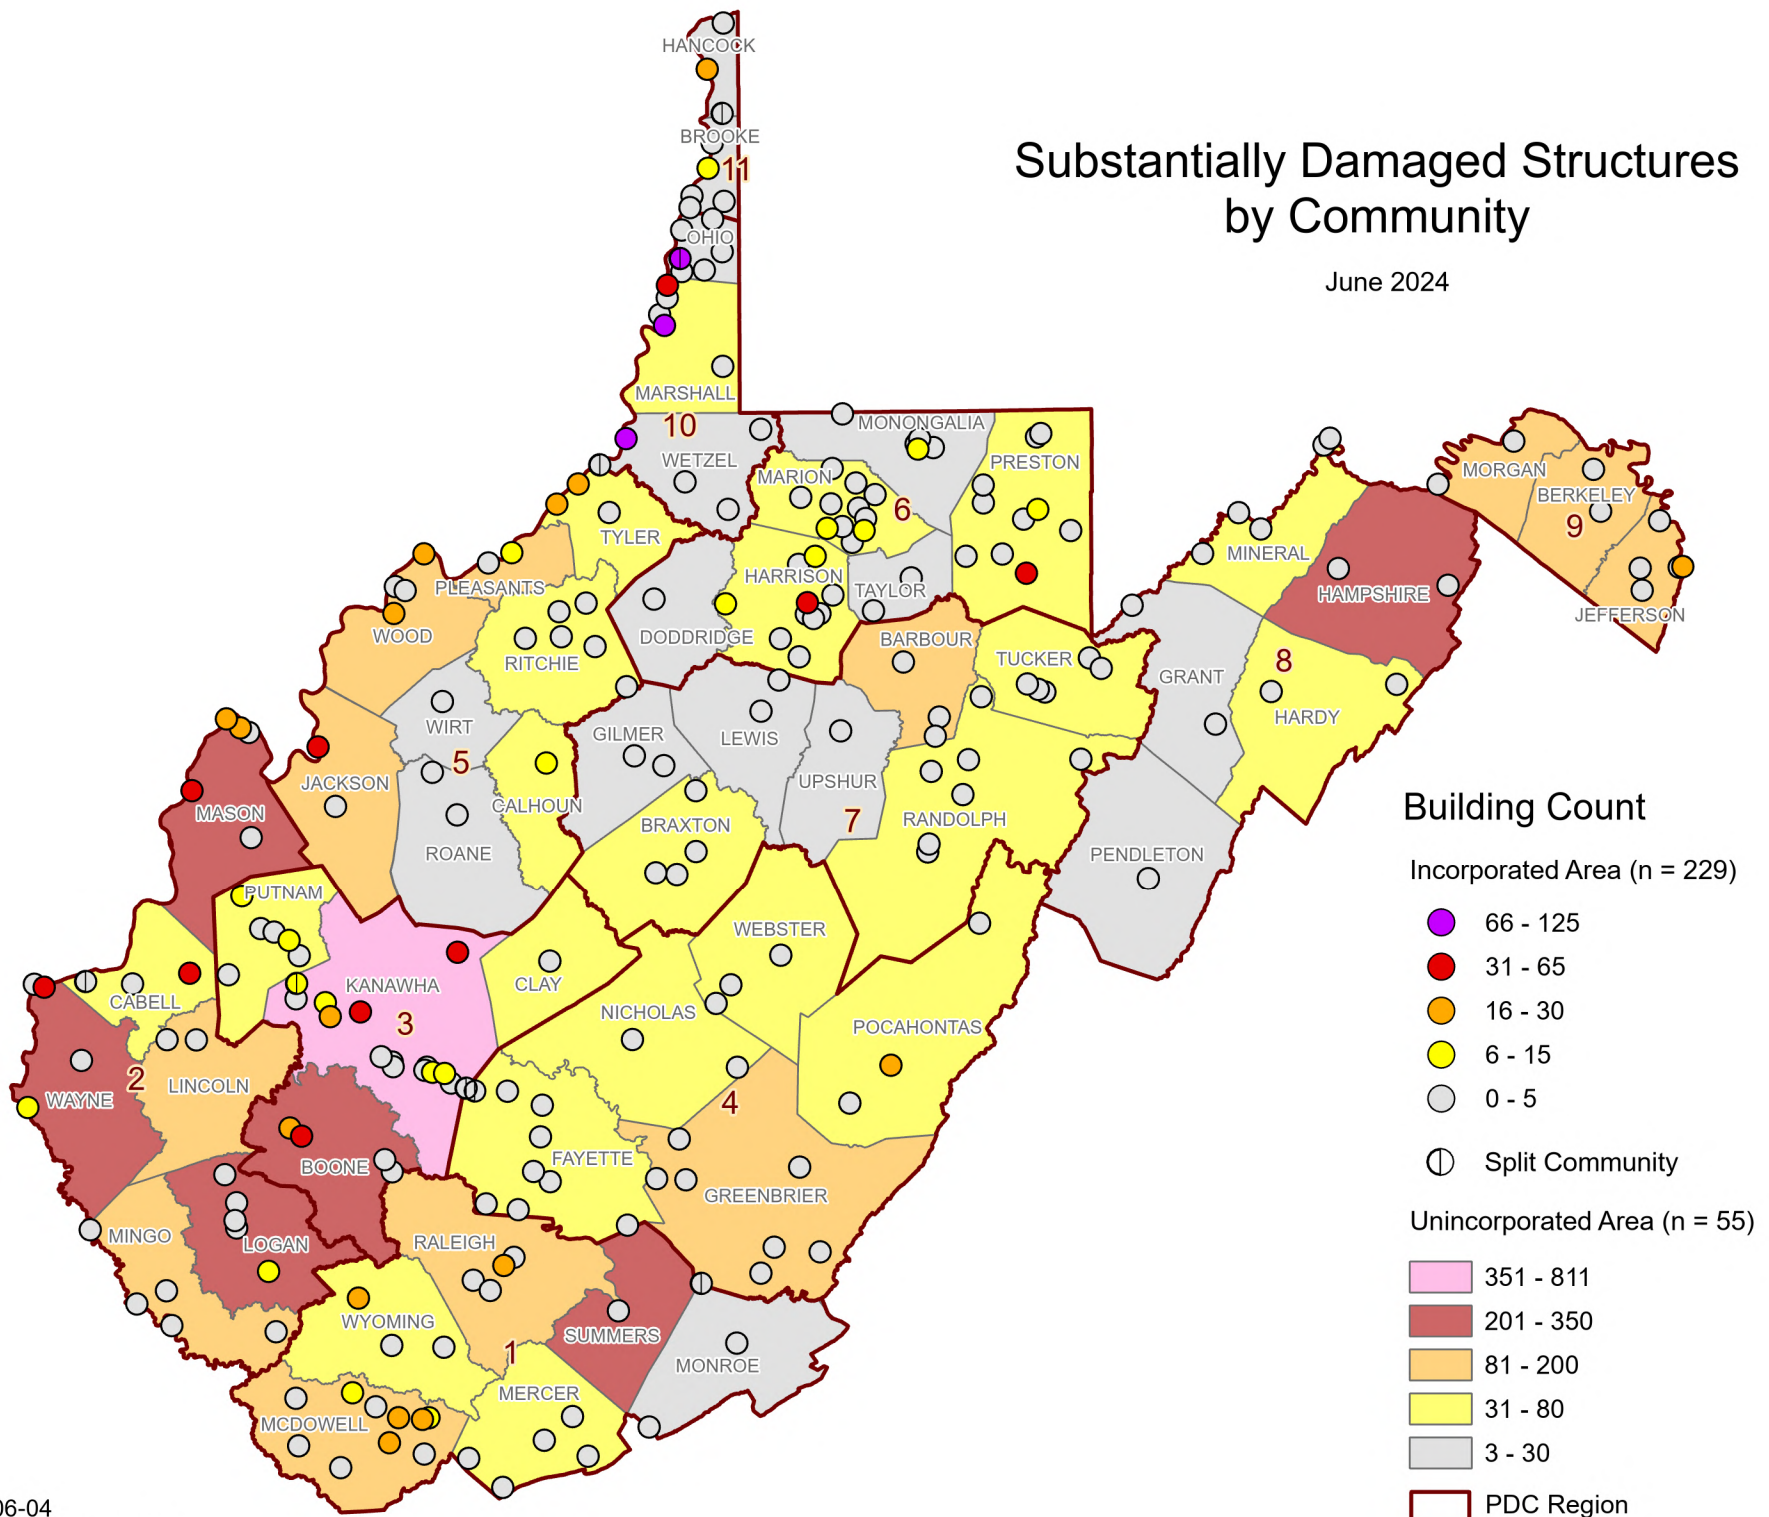 HANCOCK
BROOKE
11
Substantially Damaged Structures
by Community
June 2024
OHIO
MARSHALL
10
WETZEL
MONONGALIA
PRESTON
MARION
6
TYLER
MORGAN
BERKELEY
9
MINERAL
PLEASANTS
HARRISON
TAYLOR
HAMPSHIRE
JEFFERSON
WOOD
RITCHIE
DODDRIDGE
BARBOUR
TUCKER
8
GRANT
HARDY
WIRT
5
GILMER
LEWIS
UPSHUR
JACKSON
CALHOUN
MASON
BRAXTON
7
RANDOLPH
ROANE
PENDLETON
PUTNAM
WEBSTER
KANAWHA
CLAY
CABELL
3
NICHOLAS
POCAHONTAS
2
LINCOLN
WAYNE
4
BOONE
FAYETTE
GREENBRIER
MINGO
LOGAN
RALEIGH
WYOMING
SUMMERS
1
MONROE
MERCER
MCDOWELL
Building Count
Incorporated Area (n = 229)
66 - 125
31 - 65
16 - 30
6 - 15
0 - 5
Split Community
Unincorporated Area (n = 55)
351 - 811
201 - 350
81 - 200
31 - 80
3 - 30
PDC Region
06-04